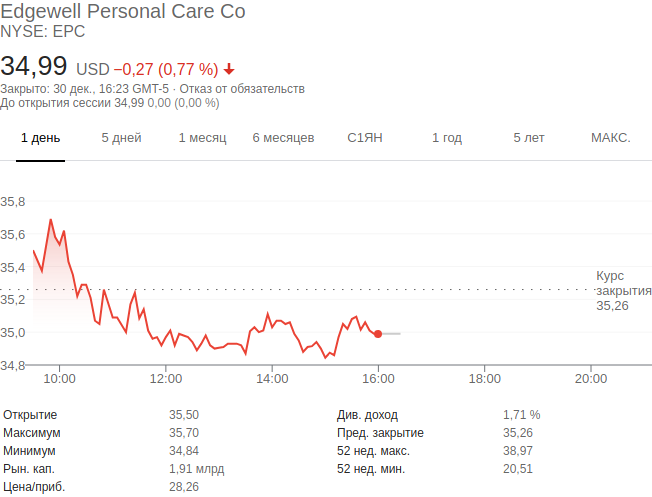 Edgewell Personal Care Co
NYSE: EPC
34,99 USD −0,27 (0,77 %)
Закрыто: 30 дек., 16:23 GMT-5 · Отказ от обязательств
До открытия сессии 34,99 0,00 (0,00 %)
1 день 5 дней 1 месяц 6 месяцев С1ЯН 1 год 5 лет МАКС.
35,8
35,6
35,4
35,2
35,0
34,8
Курс
закрытия
35,26
10:00 12:00 14:00 16:00 18:00 20:00
Открытие 35,50 Див. доход 1,71 %
Максимум 35,70 Пред. закрытие 35,26
Минимум 34,84 52 нед. макс. 38,97
Рын. кап. 1,91 млрд 52 нед. мин. 20,51
Цена/приб. 28,26